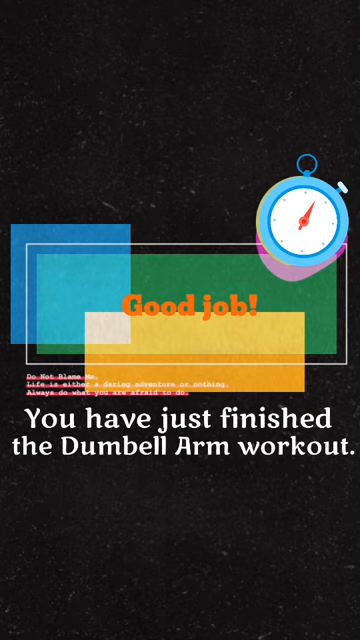 Good job!
Do Not Blame Me.
Life is either a daring adventure or nothing.
Always do what you are afraid to do.
You have just finished
the Dumbell Arm workout.